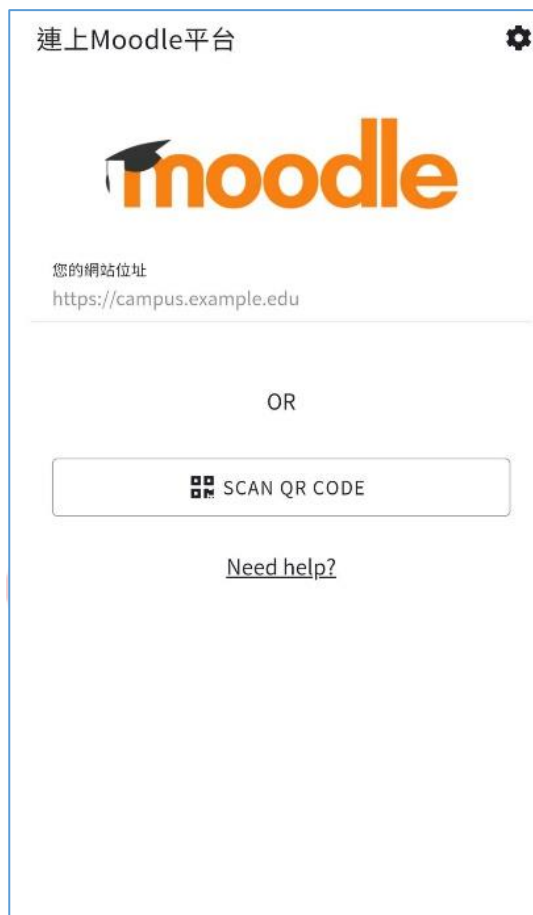 連上Moodle平台
moodle
您的網站位址
https://campus.example.edu
OR
SCAN QR CODE
Need help?